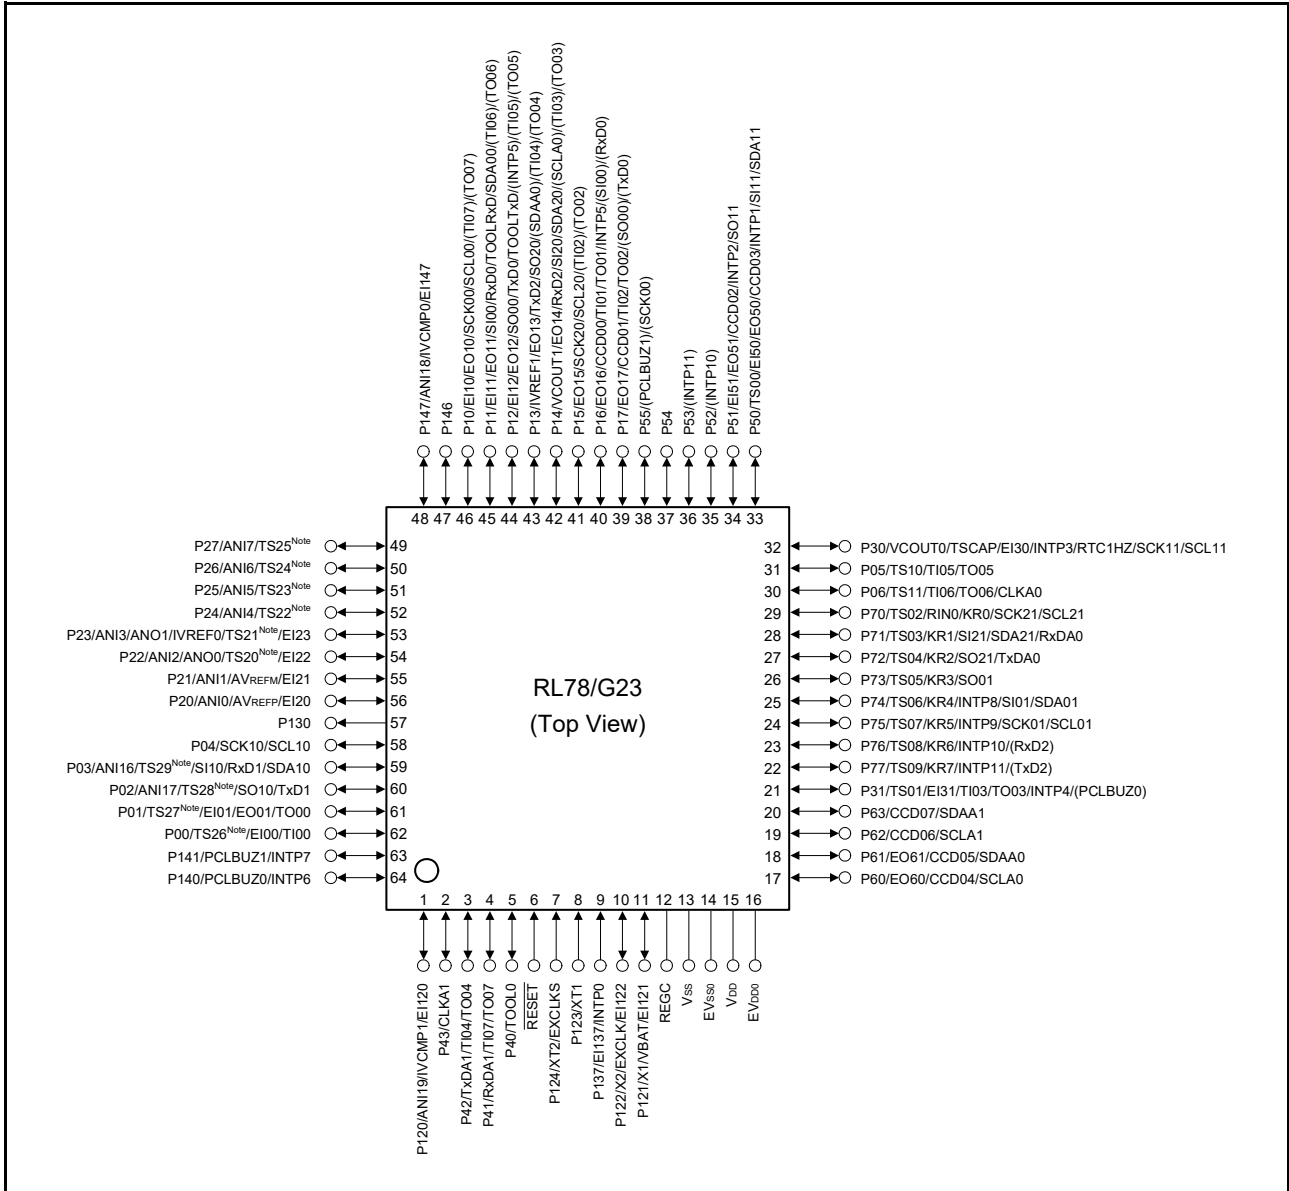 P147/ANI18/IVCMP0/EI147
P146
P10/EI10/EO10/SCK00/SCL00/(TI07)/(TO07)
P11/EI11/EO11/SI00/RxD0/TOOLRxD/SDA00/(TI06)/(TO06)
P12/EI12/EO12/SO00/TxD0/TOOLTxD/(INTP5)/(TI05)/(TO05)
P13/IVREF1/EO13/TxD2/SO20/(SDAA0)/(TI04)/(TO04)
P14/VCOUT1/EO14/RxD2/SI20/SDA20/(SCLA0)/(TI03)/(TO03)
P15/EO15/SCK20/SCL20/(TI02)/(TO02)
P16/EO16/CCD00/TI01/TO01/INTP5/(SI00)/(RxD0)
P17/EO17/CCD01/TI02/TO02/(SO00)/(TxD0)
P55/(PCLBUZ1)/(SCK00)
P54
P53/(INTP11)
P52/(INTP10)
P51/EI51/EO51/CCD02/INTP2/SO11
P50/TS00/EI50/EO50/CCD03/INTP1/SI11/SDA11
48 47 46 45 44 43 42 41 40 39 38 37 36 35 34 33
P27/ANI7/TS25Note 49
P26/ANI6/TS24Note 50
P25/ANI5/TS23Note 51
P24/ANI4/TS22Note 52
P23/ANI3/ANO1/IVREF0/TS21Note/EI23 53
P22/ANI2/ANO0/TS20Note/EI22 54
P21/ANI1/AVREFM/EI21 55
P20/ANI0/AVREFP/EI20 56
P130 57
P04/SCK10/SCL10 58
P03/ANI16/TS29Note/SI10/RxD1/SDA10 59
P02/ANI17/TS28Note/SO10/TxD1 60
P01/TS27Note/EI01/EO01/TO00 61
P00/TS26Note/EI00/TI00 62
P141/PCLBUZ1/INTP7 63
P140/PCLBUZ0/INTP6 64
RL78/G23
(Top View)
32 P30/VCOUT0/TSCAP/EI30/INTP3/RTC1HZ/SCK11/SCL11
31 P05/TS10/TI05/TO05
30 P06/TS11/TI06/TO06/CLKA0
29 P70/TS02/RIN0/KR0/SCK21/SCL21
28 P71/TS03/KR1/SI21/SDA21/RxDA0
27 P72/TS04/KR2/SO21/TxDA0
26 P73/TS05/KR3/SO01
25 P74/TS06/KR4/INTP8/SI01/SDA01
24 P75/TS07/KR5/INTP9/SCK01/SCL01
23 P76/TS08/KR6/INTP10/(RxD2)
22 P77/TS09/KR7/INTP11/(TxD2)
21 P31/TS01/EI31/TI03/TO03/INTP4/(PCLBUZ0)
20 P63/CCD07/SDAA1
19 P62/CCD06/SCLA1
18 P61/EO61/CCD05/SDAA0
17 P60/EO60/CCD04/SCLA0
1 2 3 4 5 6 7 8 9 10 11 12 13 14 15 16
P120/ANI19/IVCMP1/EI120
P43/CLKA1
P42/TxDA1/TI04/TO04
P41/RxDA1/TI07/TO07
P40/TOOL0
RESET
P124/XT2/EXCLKS
P123/XT1
P137/EI137/INTP0
P122/X2/EXCLK/EI122
P121/X1/VBAT/EI121
REGC
VSS
EVSS0
VDD
EVDD0